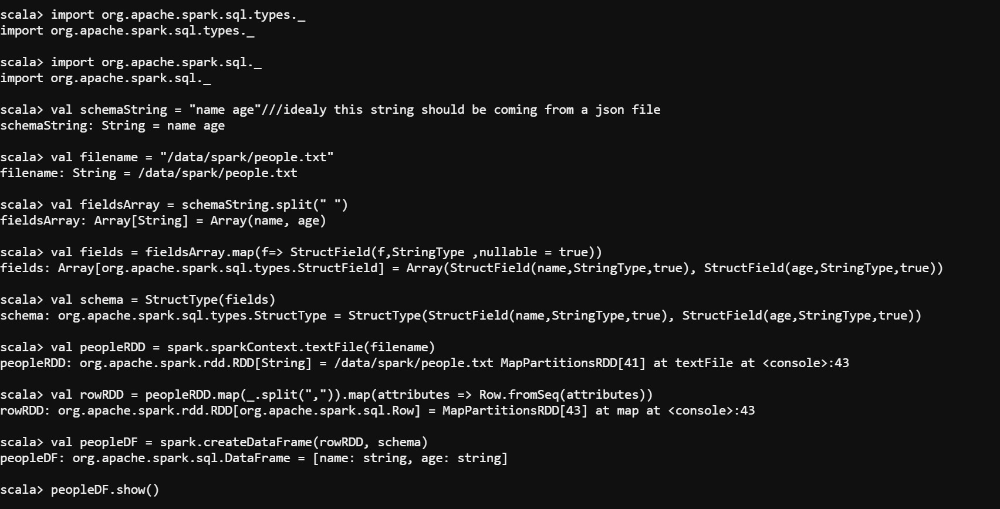 scala> import org.apache.spark.sql.types._
import org.apache.spark.sql.types._
scala> import org.apache.spark.sql._
import org.apache.spark.sql._
scala> val schemaString = "name age"///idealy this string should be coming from a json file
schemaString: String = name age
scala> val filename = "/data/spark/people.txt"
filename: String = /data/spark/people.txt
scala> val fieldsArray = schemaString.split(" ")
fieldsArray: Array[String] = Array(name, age)
scala> val fields = fieldsArray.map(f=> StructField(f,StringType ,nullable = true))
fields: Array[org.apache.spark.sql.types.StructField] = Array(StructField(name,StringType,true), StructField(age,StringType,true))
scala> val schema = StructType(fields)
schema: org.apache.spark.sql.types.StructType = StructType(StructField(name,StringType,true), StructField(age,StringType,true))
scala> val peopleRDD = spark.sparkContext.textFile(filename)
peopleRDD: org.apache.spark.rdd.RDD[String] = /data/spark/people.txt MapPartitionsRDD[41] at textFile at <console>:43
scala> val rowRDD = peopleRDD.map(_.split(",")).map(attributes => Row.fromSeq(attributes))
rowRDD: org.apache.spark.rdd.RDD[org.apache.spark.sql.Row] = MapPartitionsRDD[43] at map at <console>:43
scala> val peopleDF = spark.createDataFrame(rowRDD, schema)
peopleDF: org.apache.spark.sql.DataFrame = [name: string, age: string]
scala> peopleDF.show()